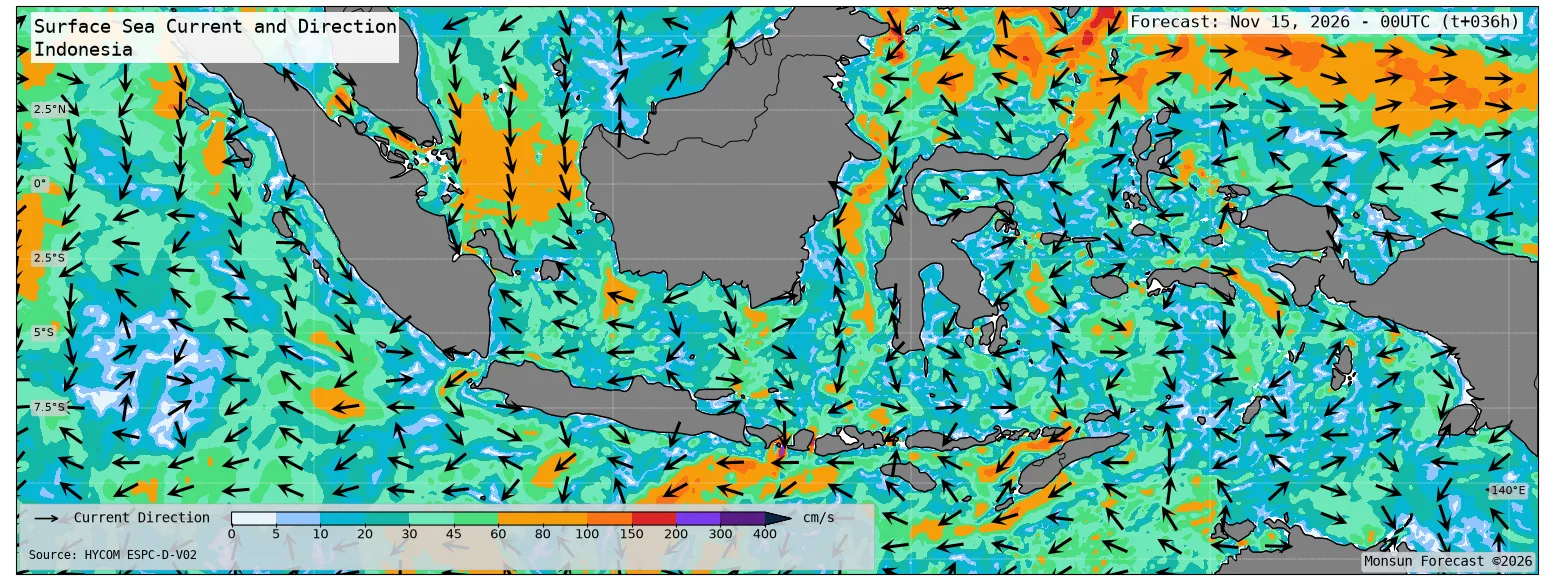 Surface Sea Current and Direction
Indonesia
Forecast: Nov 15, 2026 - 00UTC (t+036h)
2.5°N
0°
2.5°S
5°S
7.5°S
140°E
Current Direction
0 5 10 20 30 45 60 80 100 150 200 300 400 cm/s
Source: HYCOM ESPC-D-V02
Monsun Forecast ©2026